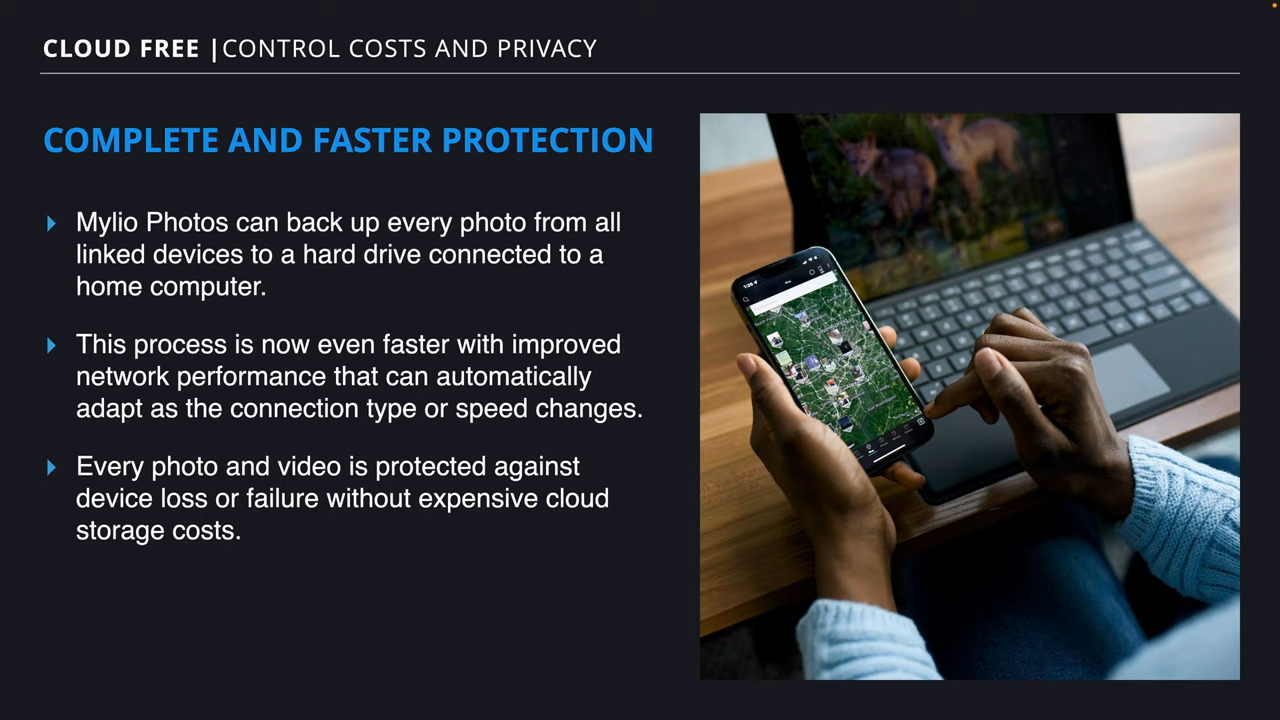 CLOUD FREE |CONTROL COSTS AND PRIVACY
COMPLETE AND FASTER PROTECTION
Mylio Photos can back up every photo from all
linked devices to a hard drive connected to a
home computer.
This process is now even faster with improved
network performance that can automatically
adapt as the connection type or speed changes.
Every photo and video is protected against
device loss or failure without expensive cloud
storage costs.